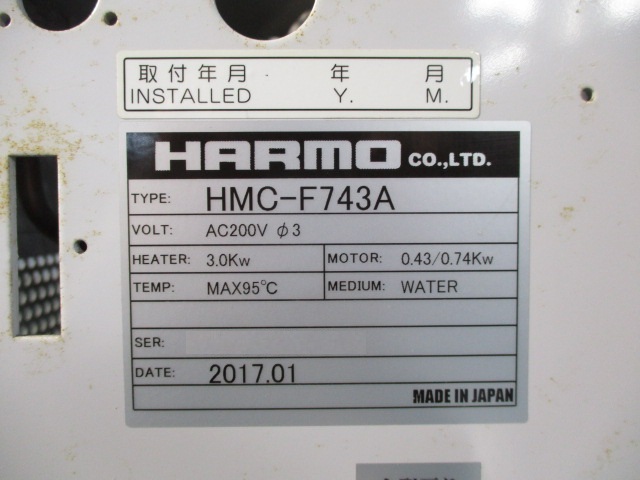 取付年月 年 月
INSTALLED Y. M.
HARMO CO.,LTD.
TYPE: HMC-F743A
VOLT: AC200V φ3
HEATER: 3.0Kw MOTOR: 0.43/0.74Kw
TEMP: MAX95℃ MEDIUM: WATER
SER:
DATE: 2017.01
MADE IN JAPAN